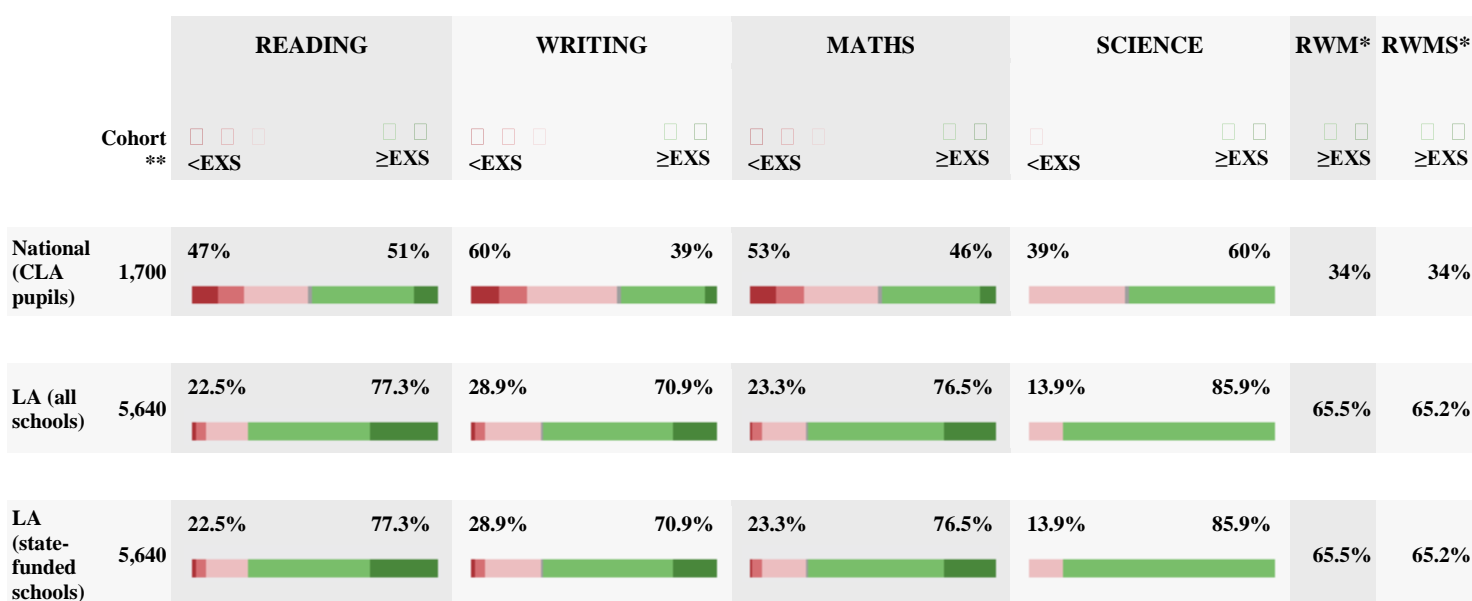 READING WRITING MATHS SCIENCE RWM* RWMS*
Cohort
** <EXS ≥EXS <EXS ≥EXS <EXS ≥EXS <EXS ≥EXS ≥EXS ≥EXS
National
(CLA
pupils) 1,700 47% 51% 60% 39% 53% 46% 39% 60% 34% 34%
LA (all
schools) 5,640 22.5% 77.3% 28.9% 70.9% 23.3% 76.5% 13.9% 85.9% 65.5% 65.2%
LA
(state-
funded
schools) 5,640 22.5% 77.3% 28.9% 70.9% 23.3% 76.5% 13.9% 85.9% 65.5% 65.2%